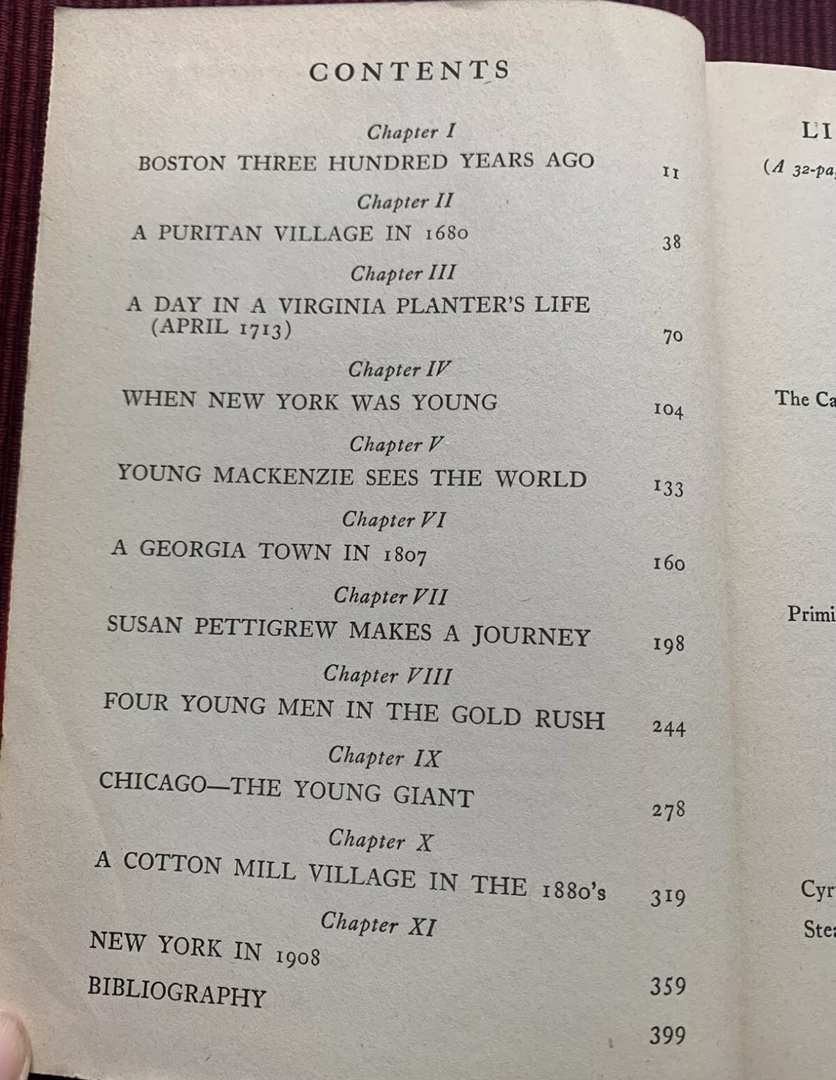 CONTENTS
Chapter I
BOSTON THREE HUNDRED YEARS AGO 11
Chapter II
A PURITAN VILLAGE IN 1680 38
Chapter III
A DAY IN A VIRGINIA PLANTER'S LIFE
(APRIL 1713) 70
Chapter IV
WHEN NEW YORK WAS YOUNG 104
Chapter V
YOUNG MACKENZIE SEES THE WORLD 133
Chapter VI
A GEORGIA TOWN IN 1807 160
Chapter VII
SUSAN PETTIGREW MAKES A JOURNEY 198
Chapter VIII
FOUR YOUNG MEN IN THE GOLD RUSH 244
Chapter IX
CHICAGO—THE YOUNG GIANT 278
Chapter X
A COTTON MILL VILLAGE IN THE 1880's 319
Chapter XI
NEW YORK IN 1908 359
BIBLIOGRAPHY 399
LI
(A 32-pa
The Ca
Primi
Cyr
Stea